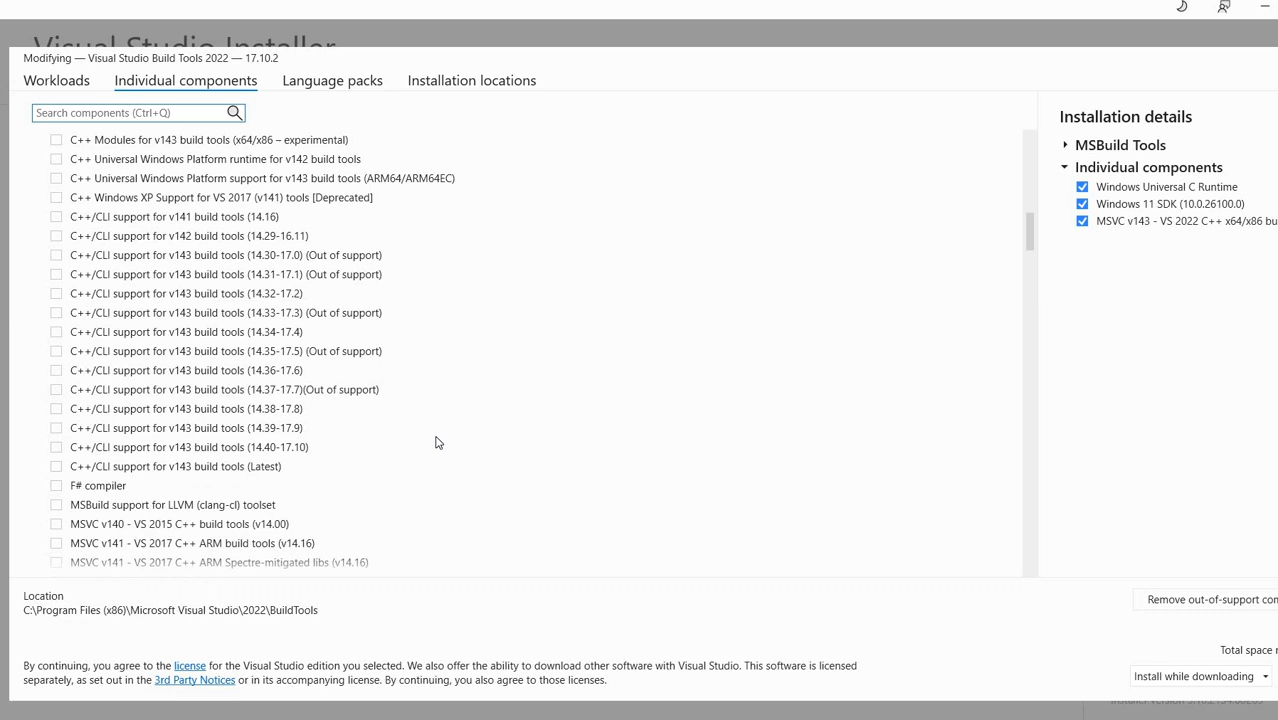 Visual Studio Installer
Modifying — Visual Studio Build Tools 2022 — 17.10.2
Workloads
Individual components
Language packs
Installation locations
Search components (Ctrl+Q)
C++ Modules for v143 build tools (x64/x86 – experimental)
C++ Universal Windows Platform runtime for v142 build tools
C++ Universal Windows Platform support for v143 build tools (ARM64/ARM64EC)
C++ Windows XP Support for VS 2017 (v141) tools [Deprecated]
C++/CLI support for v141 build tools (14.16)
C++/CLI support for v142 build tools (14.29-16.11)
C++/CLI support for v143 build tools (14.30-17.0) (Out of support)
C++/CLI support for v143 build tools (14.31-17.1) (Out of support)
C++/CLI support for v143 build tools (14.32-17.2)
C++/CLI support for v143 build tools (14.33-17.3) (Out of support)
C++/CLI support for v143 build tools (14.34-17.4)
C++/CLI support for v143 build tools (14.35-17.5) (Out of support)
C++/CLI support for v143 build tools (14.36-17.6)
C++/CLI support for v143 build tools (14.37-17.7)(Out of support)
C++/CLI support for v143 build tools (14.38-17.8)
C++/CLI support for v143 build tools (14.39-17.9)
C++/CLI support for v143 build tools (14.40-17.10)
C++/CLI support for v143 build tools (Latest)
F# compiler
MSBuild support for LLVM (clang-cl) toolset
MSVC v140 - VS 2015 C++ build tools (v14.00)
MSVC v141 - VS 2017 C++ ARM build tools (v14.16)
MSVC v141 - VS 2017 C++ ARM Spectre-mitigated libs (v14.16)
Installation details
MSBuild Tools
Individual components
Windows Universal C Runtime
Windows 11 SDK (10.0.26100.0)
MSVC v143 - VS 2022 C++ x64/x86 bu
Location
C:\Program Files (x86)\Microsoft Visual Studio\2022\BuildTools
Remove out-of-support com
Total space r
By continuing, you agree to the license for the Visual Studio edition you selected. We also offer the ability to download other software with Visual Studio. This software is licensed
separately, as set out in the 3rd Party Notices or in its accompanying license. By continuing, you also agree to those licenses.
Install while downloading